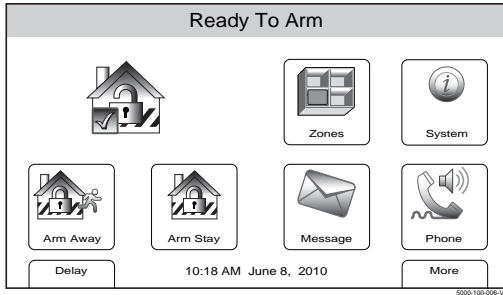 Ready To Arm
Zones
System
Arm Away
Arm Stay
Message
Phone
Delay
10:18 AM June 8, 2010
More
5000-100-006-V